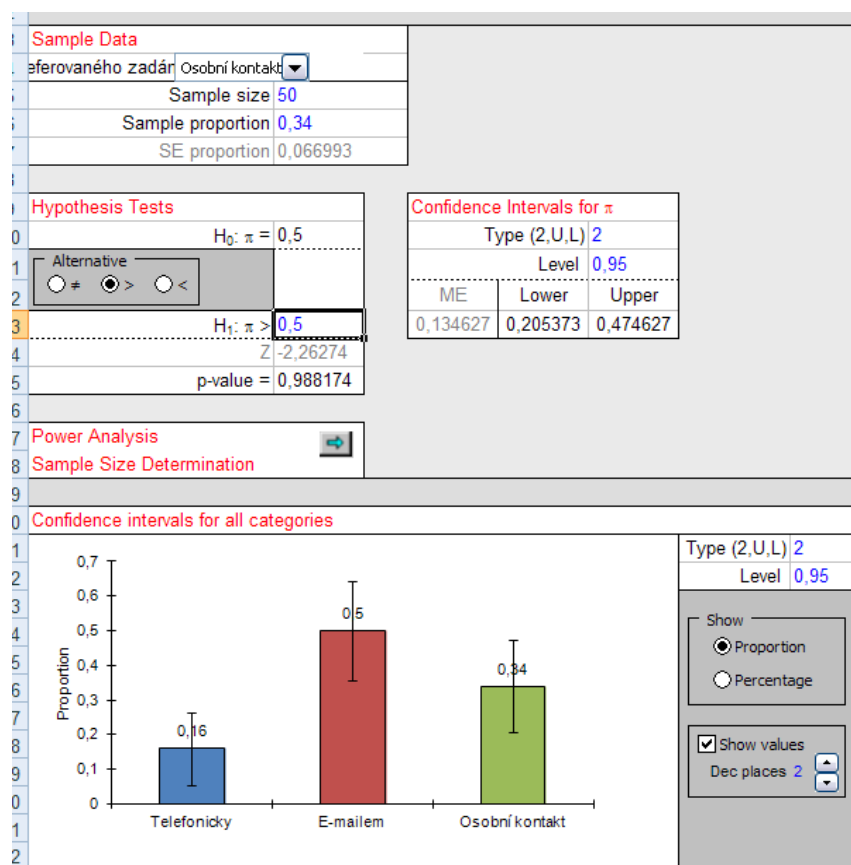 Sample Data
eferovaného zadár Osobní kontakt
Sample size 50
Sample proportion 0,34
SE proportion 0,066993
Hypothesis Tests
H₀: π = 0,5
Alternative
≠ > <
H₁: π > 0,5
Z -2,26274
p-value = 0,988174
Confidence Intervals for π
Type (2,U,L) 2
Level 0,95
ME Lower Upper
0,134627 0,205373 0,474627
Power Analysis
Sample Size Determination
Confidence intervals for all categories
Proportion
0,7
0,6
0,5
0,4
0,3
0,2
0,1
0
0,16
0,5
0,34
Telefonicky E-mailem Osobní kontakt
Type (2,U,L) 2
Level 0,95
Show
Proportion
Percentage
Show values
Dec places 2